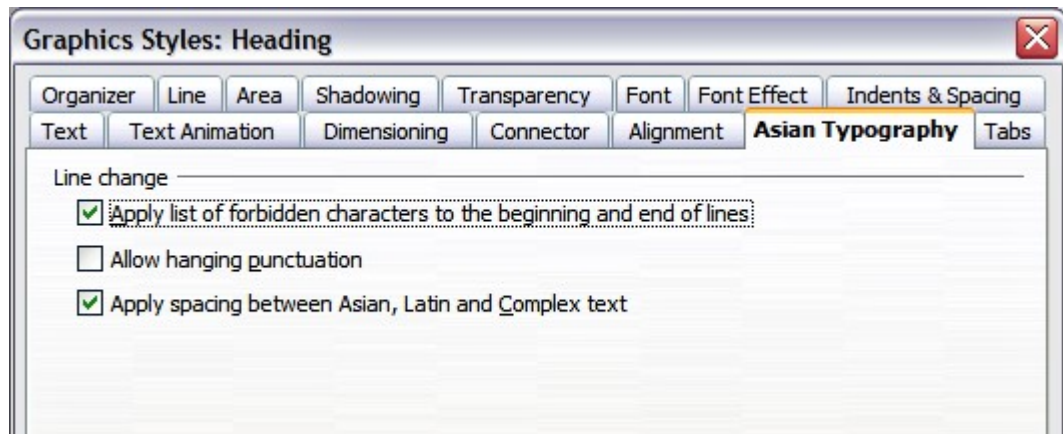 Graphics Styles: Heading
Organizer Line Area Shadowing Transparency Font Font Effect Indents & Spacing
Text Text Animation Dimensioning Connector Alignment Asian Typography Tabs
Line change
Apply list of forbidden characters to the beginning and end of lines
Allow hanging punctuation
Apply spacing between Asian, Latin and Complex text